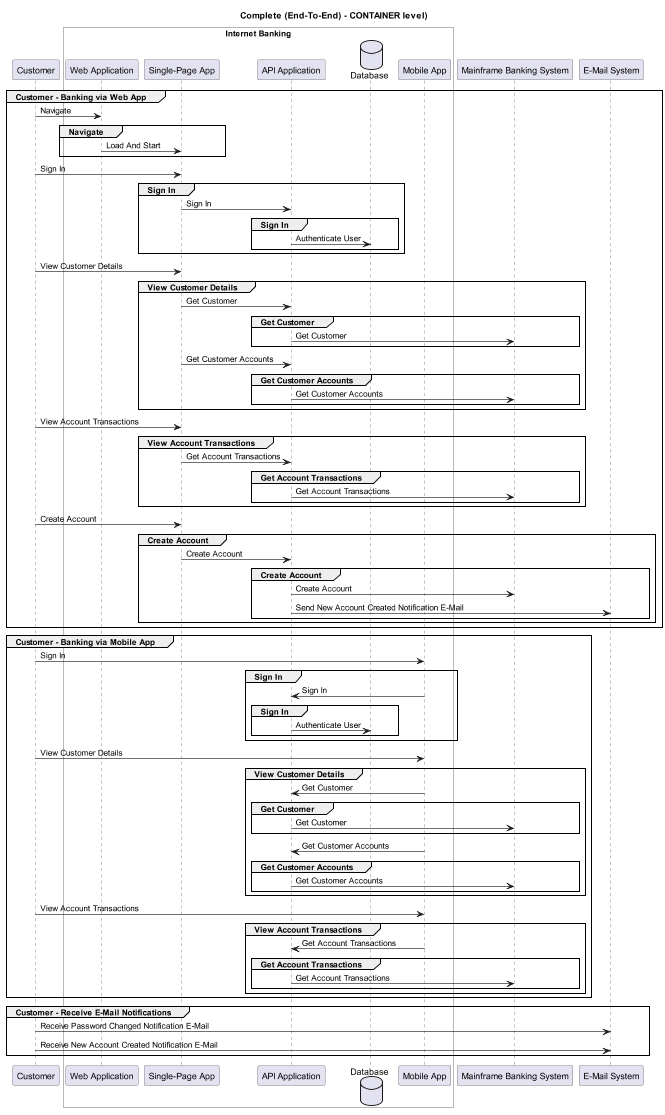 Complete (End-To-End) - CONTAINER level)
Internet Banking
Customer
Web Application
Single-Page App
API Application
Database
Mobile App
Mainframe Banking System
E-Mail System
Customer - Banking via Web App
Navigate
Navigate
Load And Start
Sign In
Sign In
Sign In
Sign In
Authenticate User
View Customer Details
View Customer Details
Get Customer
Get Customer
Get Customer
Get Customer Accounts
Get Customer Accounts
Get Customer Accounts
View Account Transactions
View Account Transactions
Get Account Transactions
Get Account Transactions
Get Account Transactions
Create Account
Create Account
Create Account
Create Account
Create Account
Send New Account Created Notification E-Mail
Customer - Banking via Mobile App
Sign In
Sign In
Sign In
Sign In
Authenticate User
View Customer Details
View Customer Details
Get Customer
Get Customer
Get Customer
Get Customer Accounts
Get Customer Accounts
Get Customer Accounts
View Account Transactions
View Account Transactions
Get Account Transactions
Get Account Transactions
Get Account Transactions
Customer - Receive E-Mail Notifications
Receive Password Changed Notification E-Mail
Receive New Account Created Notification E-Mail
Customer
Web Application
Single-Page App
API Application
Database
Mobile App
Mainframe Banking System
E-Mail System